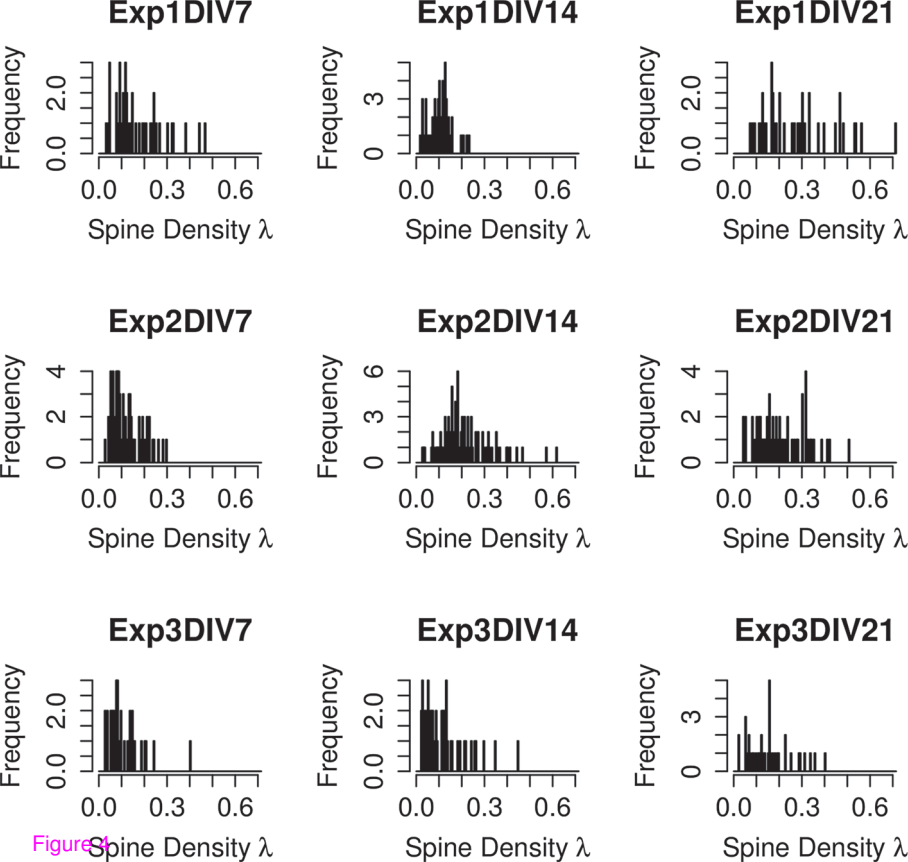 Exp1DIV7 Exp1DIV14 Exp1DIV21
Frequency Frequency Frequency
0.0 2.0 0 3 0.0 2.0
0.0 0.3 0.6 0.0 0.3 0.6 0.0 0.3 0.6
Spine Density λ Spine Density λ Spine Density λ
Exp2DIV7 Exp2DIV14 Exp2DIV21
Frequency Frequency Frequency
0 2 4 0 3 6 0 2 4
0.0 0.3 0.6 0.0 0.3 0.6 0.0 0.3 0.6
Spine Density λ Spine Density λ Spine Density λ
Exp3DIV7 Exp3DIV14 Exp3DIV21
Frequency Frequency Frequency
0.0 2.0 0.0 2.0 0 3
0.0 0.3 0.6 0.0 0.3 0.6 0.0 0.3 0.6
Figure 4
Spine Density λ Spine Density λ Spine Density λ